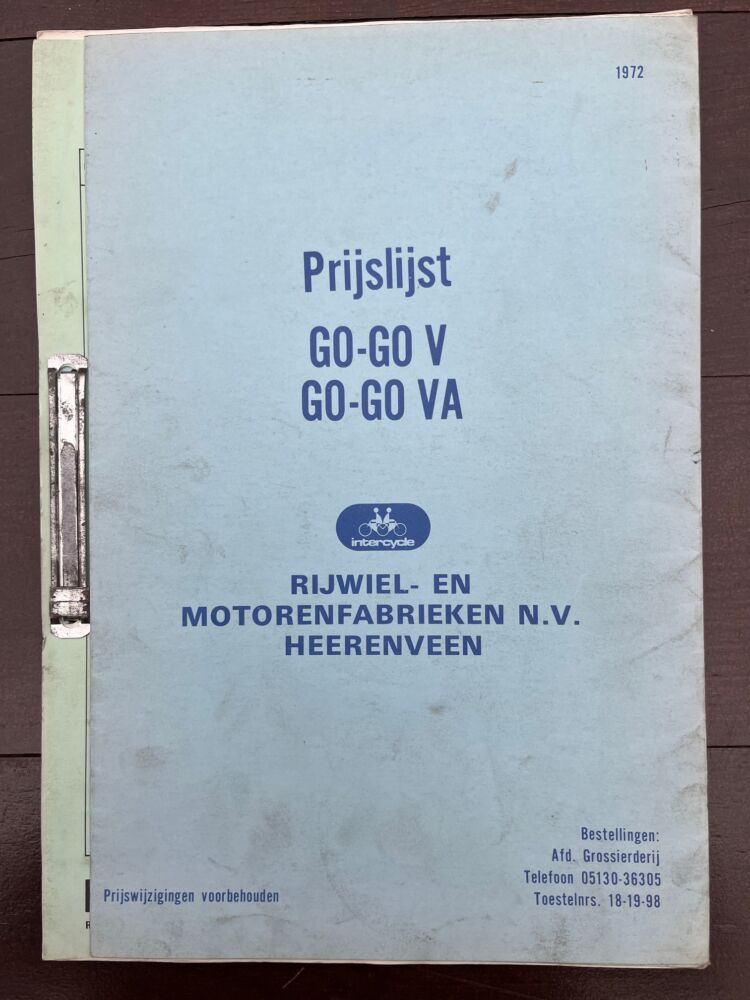 1972
Prijslijst
GO-GO V
GO-GO VA
intercycle
RIJWIEL- EN
MOTORENFABRIEKEN N.V.
HEERENVEEN
Bestellingen:
Afd. Grossierderij
Telefoon 05130-36305
Toestelnrs. 18-19-98
Prijswijzigingen voorbehouden
R